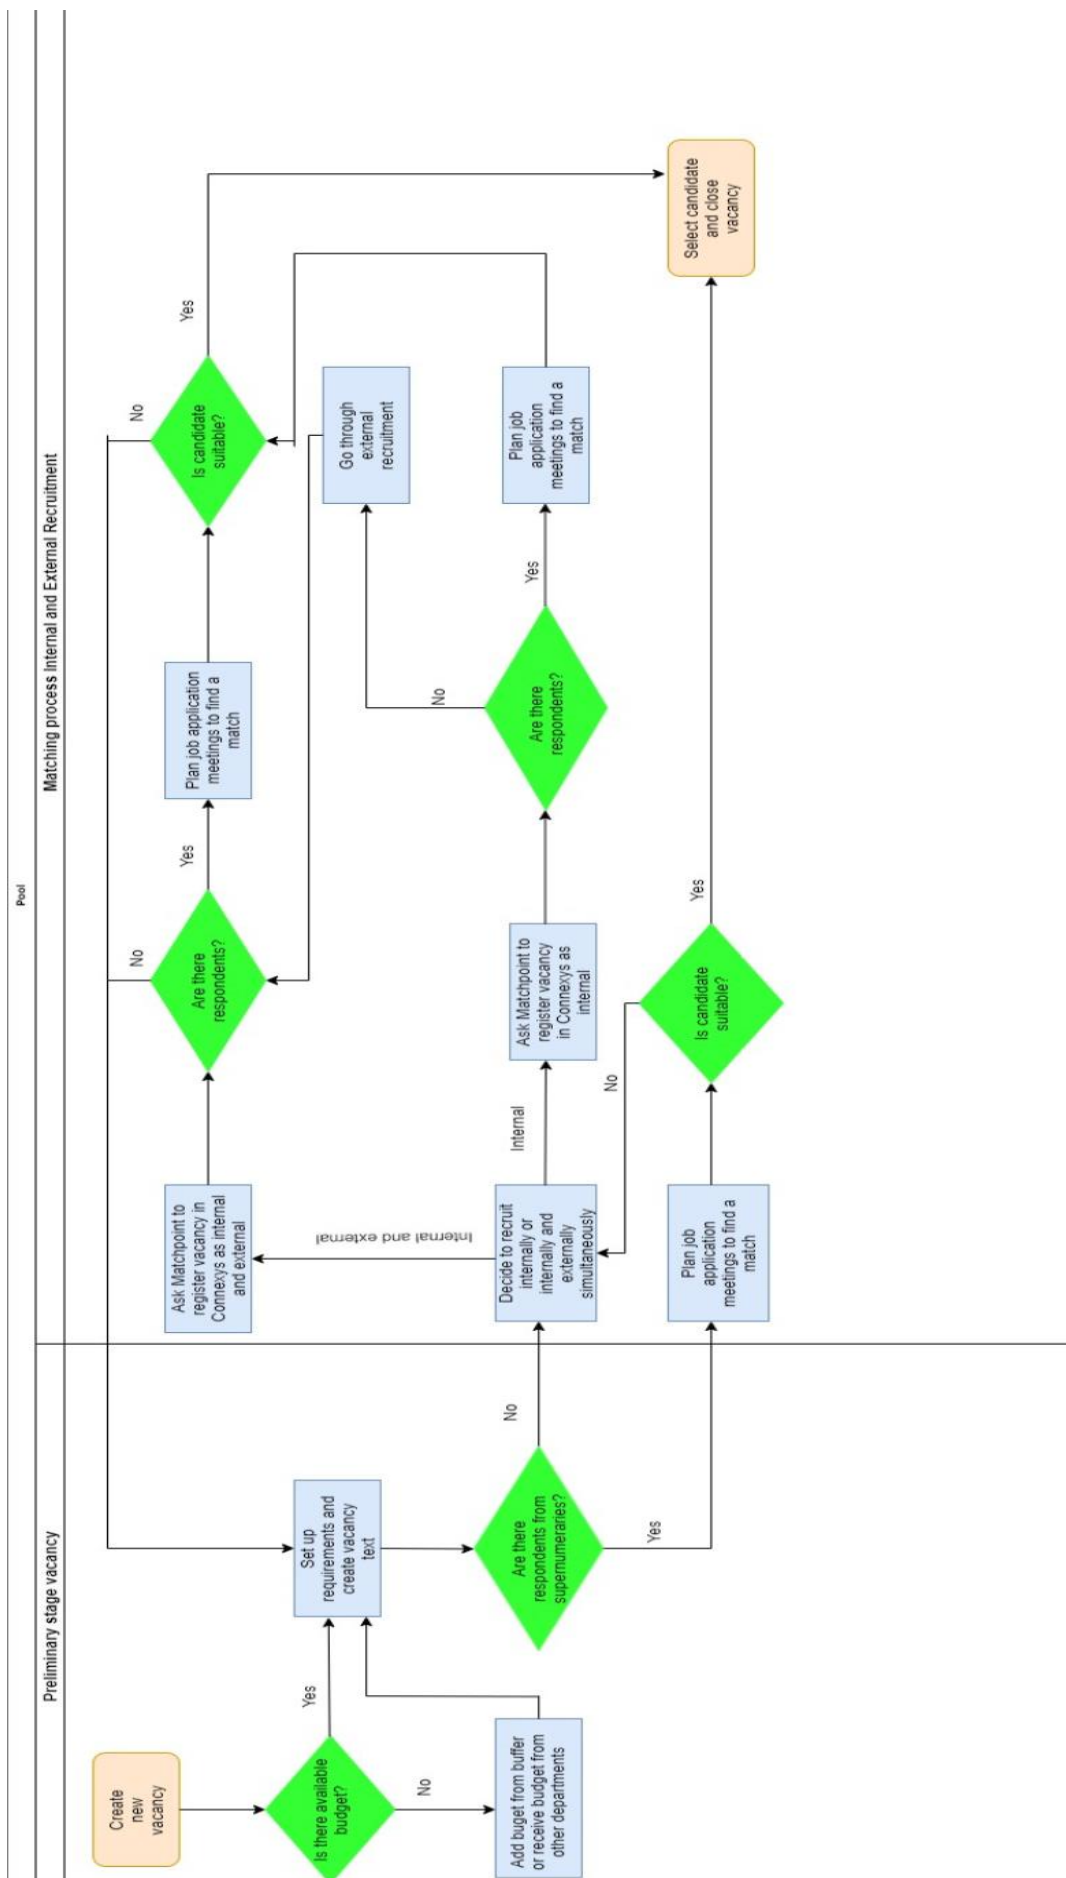 Pool
Preliminary stage vacancy
Matching process Internal and External Recruitment
Create
new
vacancy
Is there available
budget?
Yes
No
Add buget from buffer
or receive budget from
other departments
Set up
requirements and
create vacancy
text
Are there
respondents from
supernumeraries?
No
Yes
Ask Matchpoint to
register vacancy in
Connexys as internal
and external
Internal and external
Decide to recruit
internally or
internally and
externally
simultaneously
Internal
No
Plan job
application
meetings to find a
match
Are there
respondents?
No
Yes
Ask Matchpoint to
register vacancy
in Connexys as
internal
Is candidate
suitable?
Yes
Plan job application
meetings to find a
match
Are there
respondents?
No
Yes
Is candidate
suitable?
No
Yes
Go through
external
recruitment
Plan job
application
meetings to find a
match
Select candidate
and close
vacancy